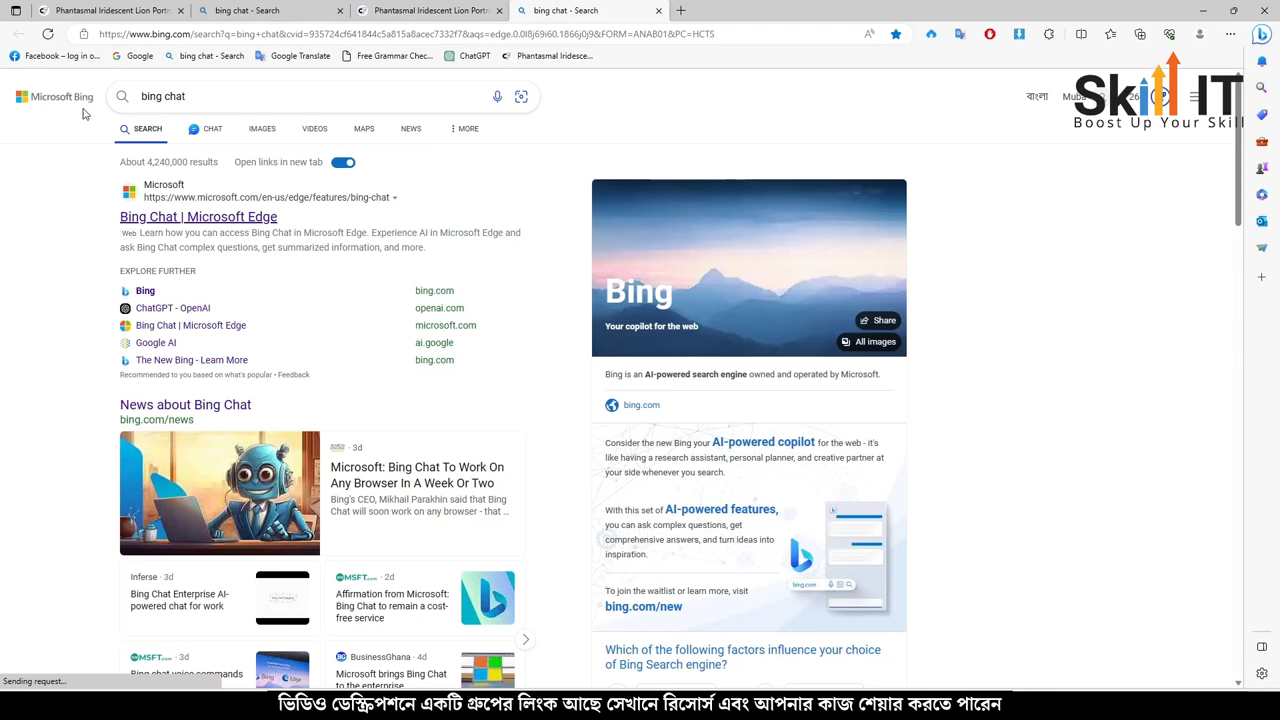 Phantasmal Iridescent Lion Portr
bing chat - Search
Phantasmal Iridescent Lion Portr
bing chat - Search
https://www.bing.com/search?q=bing+chat&cvid=935724cf641844c5a815a8acec7332f7&aqs=edge.0.0l8j69i60.1866j0j9&FORM=ANAB01&PC=HCTS
Facebook – log in o...
Google
bing chat - Search
Google Translate
Free Grammar Chec...
ChatGPT
Phantasmal Iridesce...
Microsoft Bing
bing chat
বাংলা
Skill IT
Boost Up Your Skill
SEARCH
CHAT
IMAGES
VIDEOS
MAPS
NEWS
MORE
About 4,240,000 results
Open links in new tab
Microsoft
https://www.microsoft.com/en-us/edge/features/bing-chat
Bing Chat | Microsoft Edge
Web Learn how you can access Bing Chat in Microsoft Edge. Experience AI in Microsoft Edge and
ask Bing Chat complex questions, get summarized information, and more.
EXPLORE FURTHER
Bing bing.com
ChatGPT - OpenAI openai.com
Bing Chat | Microsoft Edge microsoft.com
Google AI ai.google
The New Bing - Learn More bing.com
Recommended to you based on what's popular • Feedback
News about Bing Chat
bing.com/news
· 3d
Microsoft: Bing Chat To Work On
Any Browser In A Week Or Two
Bing's CEO, Mikhail Parakhin said that Bing
Chat will soon work on any browser - that ...
Inferse · 3d
Bing Chat Enterprise AI-
powered chat for work
MSFT.com · 2d
Affirmation from Microsoft:
Bing Chat to remain a cost-
free service
MSFT.com · 3d
Bing chat voice commands
BusinessGhana · 4d
Microsoft brings Bing Chat
to the enterprise
Bing
Your copilot for the web
Share
All images
Bing is an AI-powered search engine owned and operated by Microsoft.
bing.com
Consider the new Bing your AI-powered copilot for the web - it's
like having a research assistant, personal planner, and creative partner at
your side whenever you search.
With this set of AI-powered features,
you can ask complex questions, get
comprehensive answers, and turn ideas into
inspiration.
bing.com
To join the waitlist or learn more, visit
bing.com/new
Which of the following factors influence your choice
of Bing Search engine?
Sending request...
ভিডিও ডেস্ক্রিপশনে একটি গ্রুপের লিংক আছে সেখানে রিসোর্স এবং আপনার কাজ শেয়ার করতে পারেন